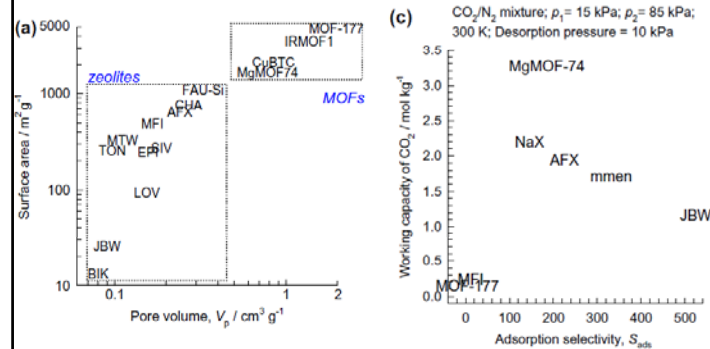 (a)
5000
1000
100
10
Surface area / m² g⁻¹
zeolites
MOF-177
IRMOF1
CuBTC
MgMOF74
MOFs
FAU-Si
CHA
AFX
MFI
MTW
SIV
TON
EPI
LOV
JBW
BIK
0.1
1
2
Pore volume, Vp / cm³ g⁻¹
(c)
CO₂/N₂ mixture; p₁= 15 kPa; p₂= 85 kPa;
300 K; Desorption pressure = 10 kPa
Working capacity of CO₂ / mol kg⁻¹
3.5
3.0
2.5
2.0
1.5
1.0
0.5
0.0
MgMOF-74
NaX
AFX
mmen
JBW
MFI
MOF-177
0
100
200
300
400
500
Adsorption selectivity, Sads